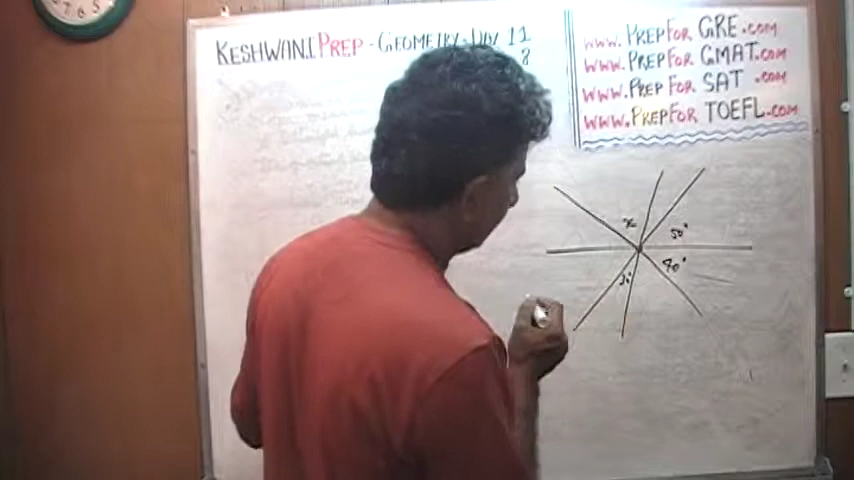 KESHWANI PREP - GEOMETRY - DAY 11
8
www. PREPFOR GRE.com
www. PREPFOR GMAT.com
www. PREPFOR SAT .com
www. PREPFOR TOEFL.com
x
50°
40°